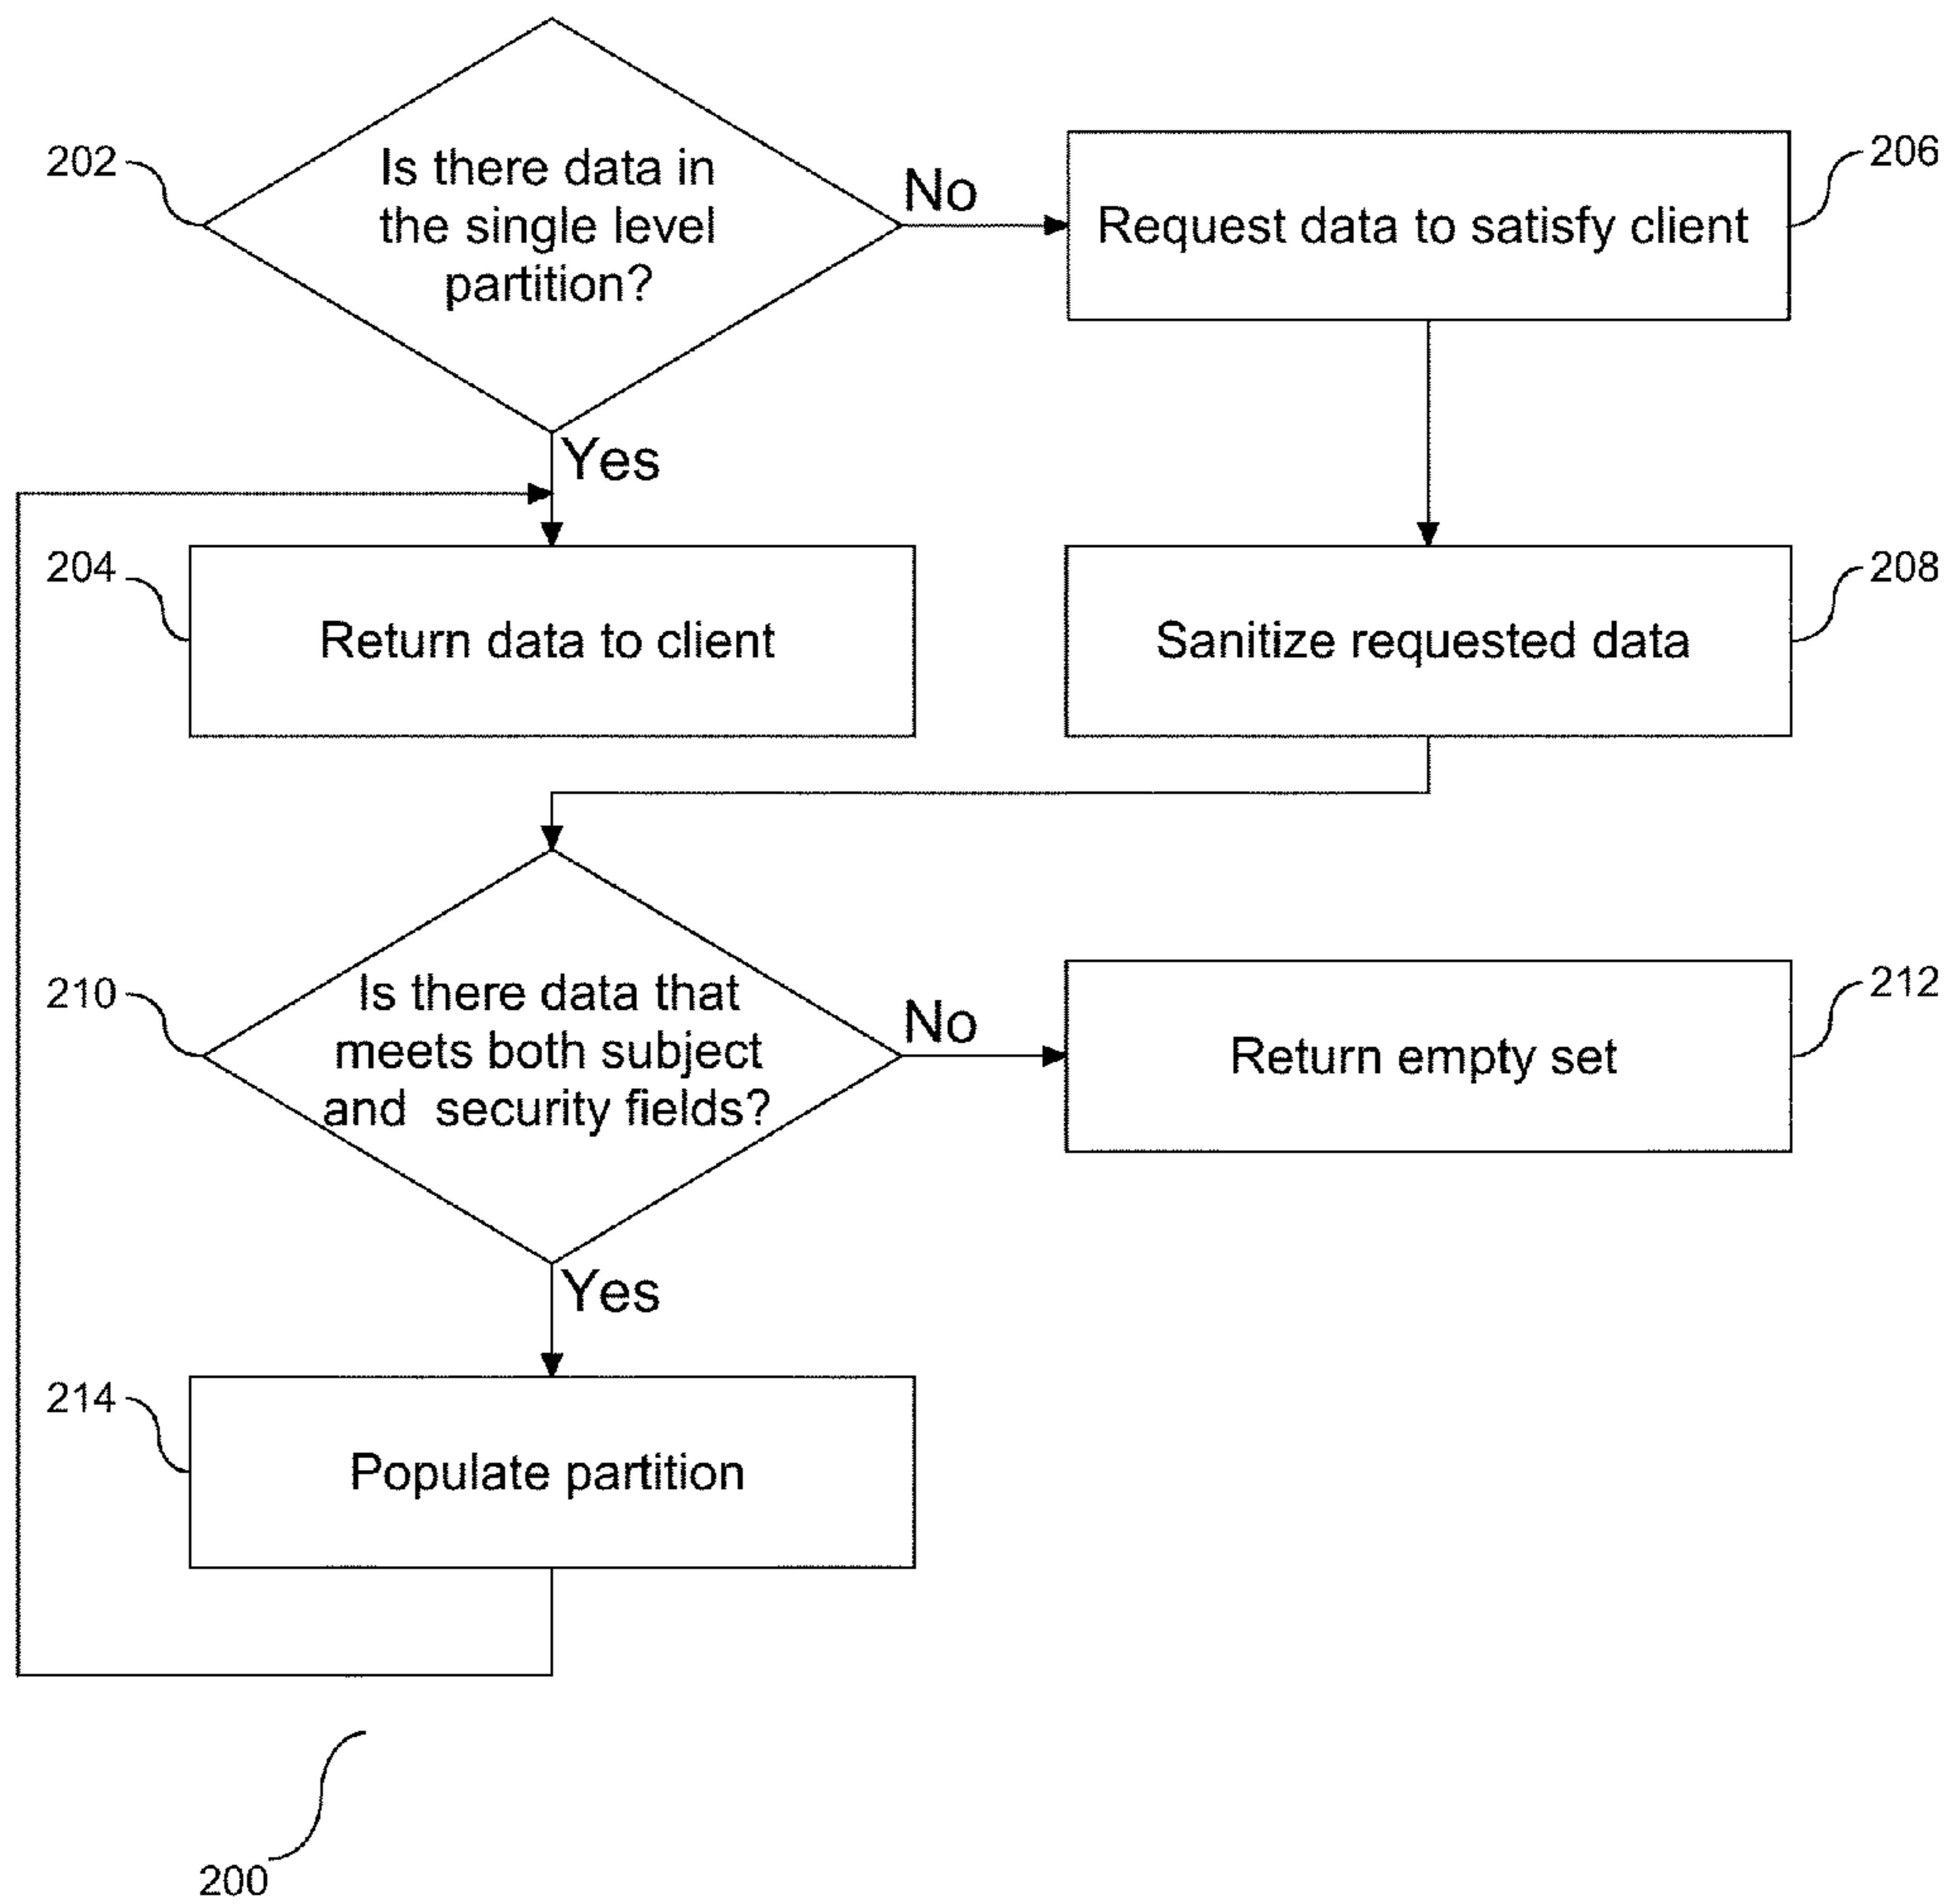 202
Is there data in
the single level
partition?
No
Request data to satisfy client
206
Yes
204
Return data to client
Sanitize requested data
208
210
Is there data that
meets both subject
and security fields?
No
Return empty set
212
Yes
214
Populate partition
200